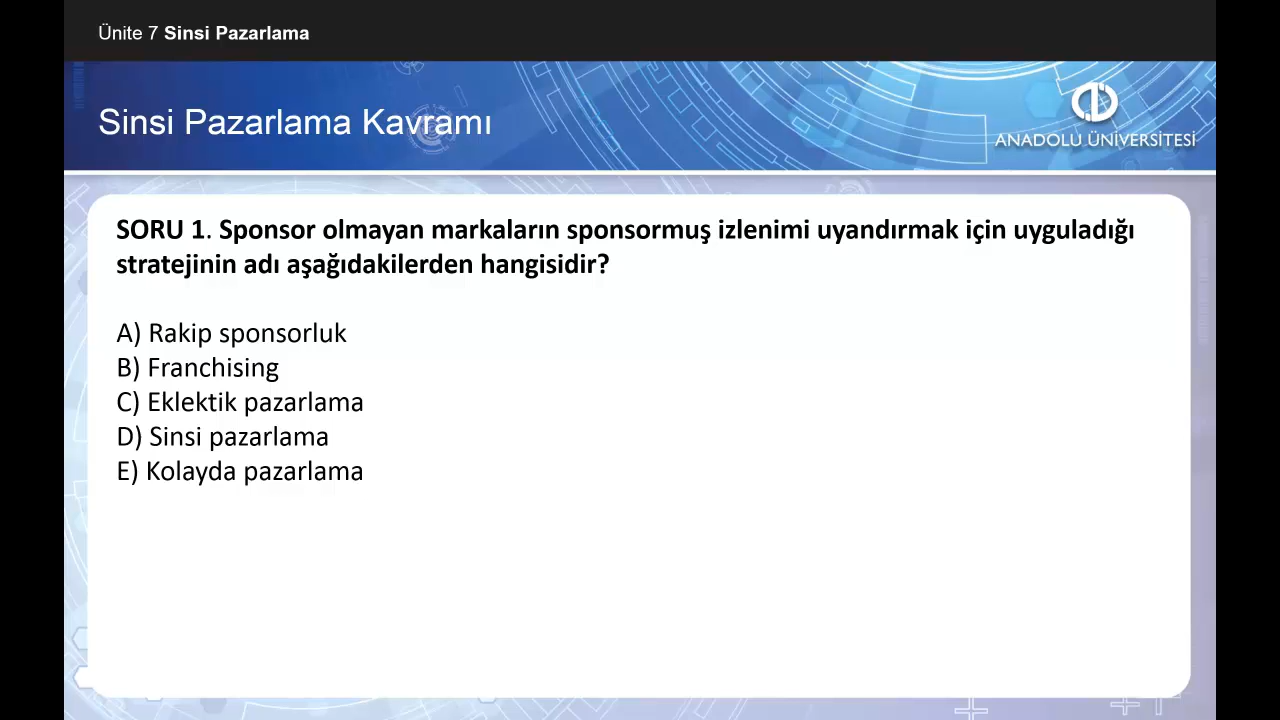 Ünite 7 Sinsi Pazarlama
Sinsi Pazarlama Kavramı
ANADOLU ÜNİVERSİTESİ
SORU 1. Sponsor olmayan markaların sponsormuş izlenimi uyandırmak için uyguladığı
stratejinin adı aşağıdakilerden hangisidir?
A) Rakip sponsorluk
B) Franchising
C) Eklektik pazarlama
D) Sinsi pazarlama
E) Kolayda pazarlama